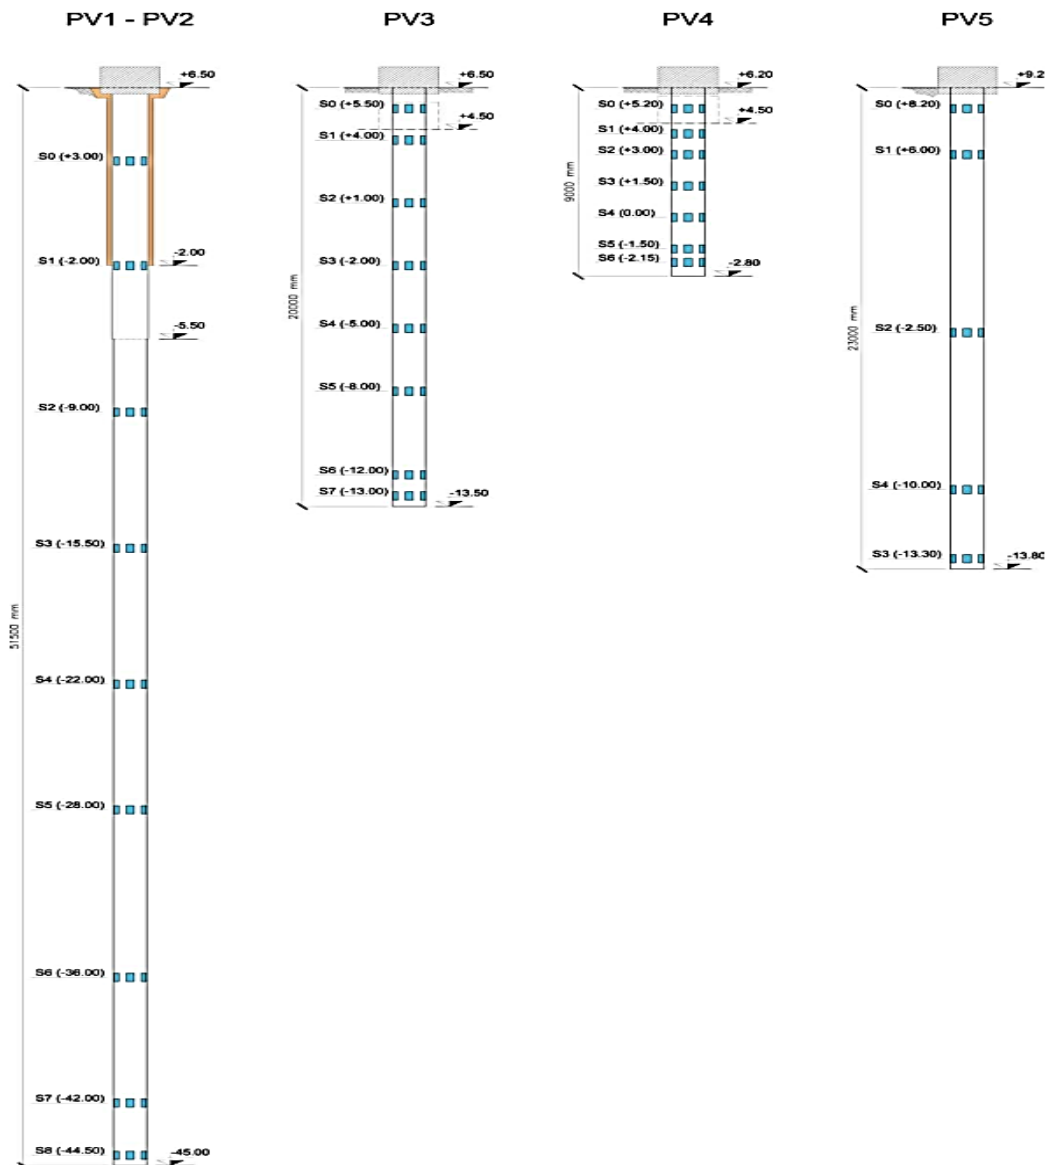 PV1 - PV2
+6.50
S0 (+3.00)
S1 (-2.00)
-2.00
-5.50
S2 (-9.00)
S3 (-15.50)
51500 mm
S4 (-22.00)
S5 (-28.00)
S6 (-36.00)
S7 (-42.00)
S8 (-44.50)
-45.00
PV3
+6.50
S0 (+5.50)
+4.50
S1 (+4.00)
S2 (+1.00)
S3 (-2.00)
20000 mm
S4 (-5.00)
S5 (-8.00)
S6 (-12.00)
S7 (-13.00)
-13.50
PV4
+6.20
S0 (+5.20)
+4.50
S1 (+4.00)
S2 (+3.00)
9000 mm
S3 (+1.50)
S4 (0.00)
S5 (-1.50)
S6 (-2.15)
-2.80
PV5
+9.2
S0 (+8.20)
S1 (+6.00)
S2 (-2.50)
23000 mm
S4 (-10.00)
S3 (-13.30)
-13.80